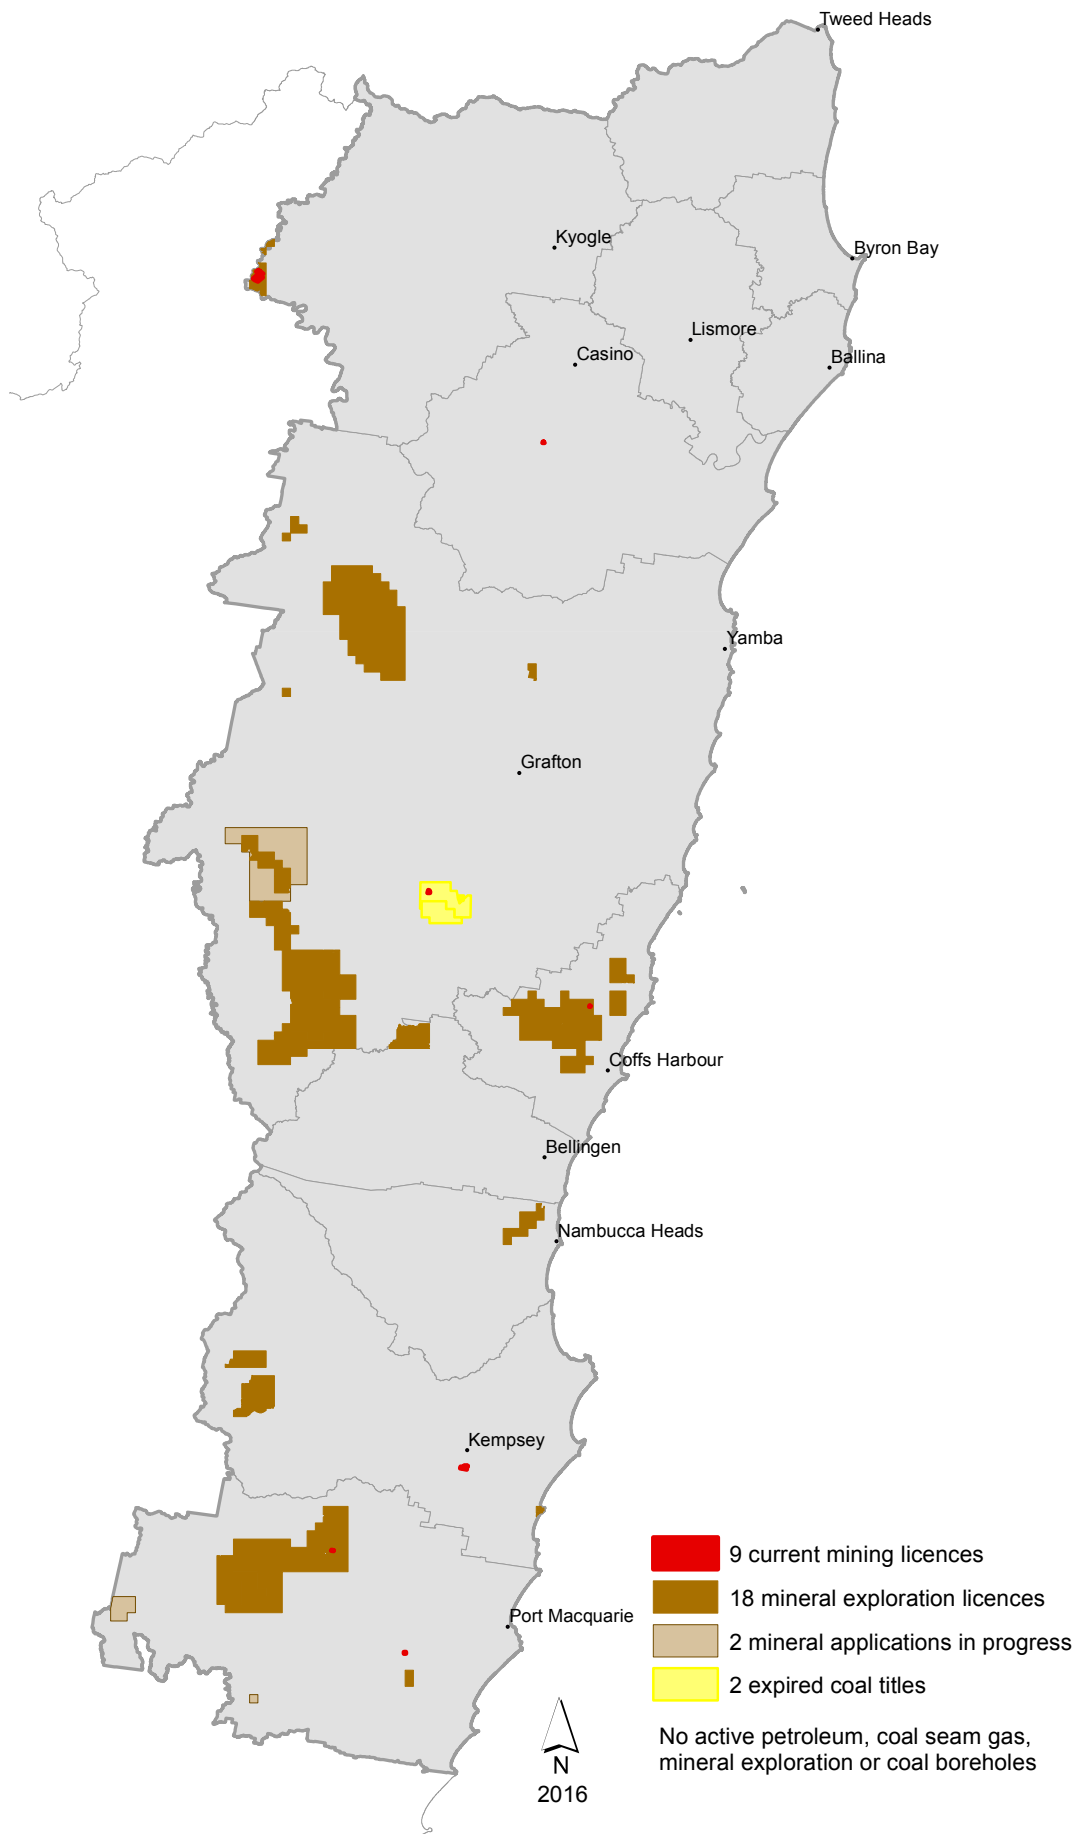 Tweed Heads
Kyogle
Byron Bay
Lismore
Casino
Ballina
Yamba
Grafton
Coffs Harbour
Bellingen
Nambucca Heads
Kempsey
Port Macquarie
9 current mining licences
18 mineral exploration licences
2 mineral applications in progress
2 expired coal titles
No active petroleum, coal seam gas,
mineral exploration or coal boreholes
N
2016